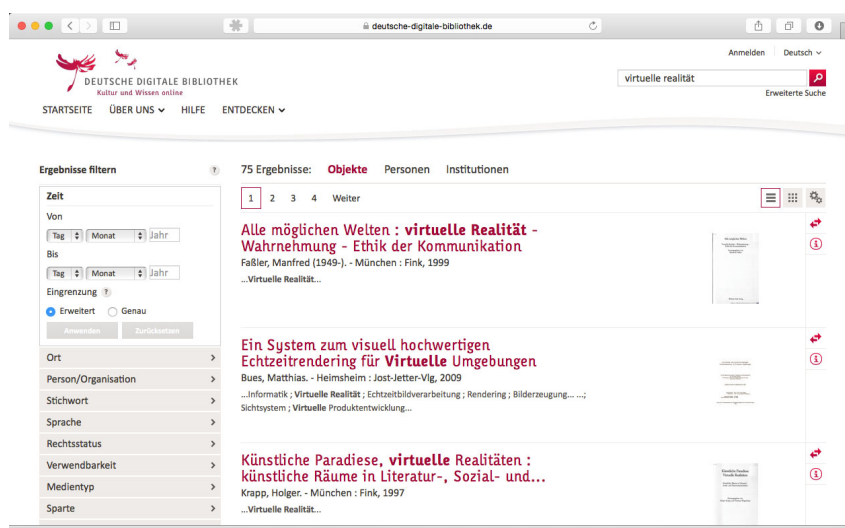 deutsche-digitale-bibliothek.de
Anmelden Deutsch
DEUTSCHE DIGITALE BIBLIOTHEK
Kultur und Wissen online
virtuelle realität
Erweiterte Suche
STARTSEITE ÜBER UNS HILFE ENTDECKEN
Ergebnisse filtern ?
75 Ergebnisse: Objekte Personen Institutionen
Zeit
Von
Tag Monat Jahr
Bis
Tag Monat Jahr
Eingrenzung ?
Erweitert Genau
Anwenden Zurücksetzen
Ort
Person/Organisation
Stichwort
Sprache
Rechtsstatus
Verwendbarkeit
Medientyp
Sparte
1 2 3 4 Weiter
Alle möglichen Welten : virtuelle Realität -
Wahrnehmung - Ethik der Kommunikation
Faßler, Manfred (1949-). - München : Fink, 1999
...Virtuelle Realität...
Ein System zum visuell hochwertigen
Echtzeitrendering für Virtuelle Umgebungen
Bues, Matthias. - Heimsheim : Jost-Jetter-Vlg, 2009
...Informatik ; Virtuelle Realität ; Echtzeitbildverarbeitung ; Rendering ; Bilderzeugung... ...;
Sichtsystem ; Virtuelle Produktentwicklung...
Künstliche Paradiese, virtuelle Realitäten :
künstliche Räume in Literatur-, Sozial- und...
Krapp, Holger. - München : Fink, 1997
...Virtuelle Realität...